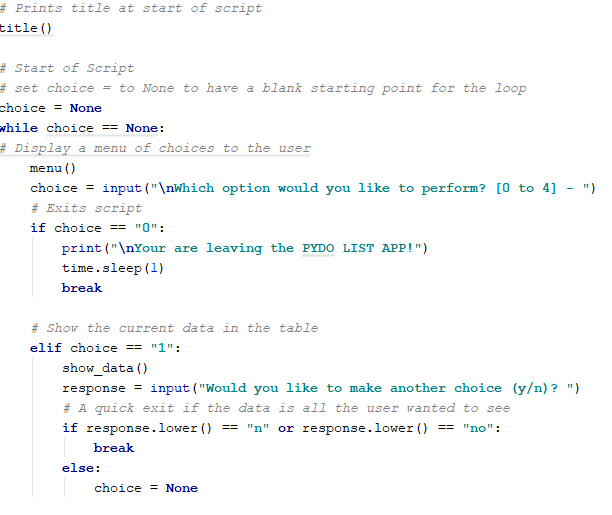 # Prints title at start of script
title()
# Start of Script
# set choice = to None to have a blank starting point for the loop
choice = None
while choice == None:
# Display a menu of choices to the user
menu()
choice = input("\nWhich option would you like to perform? [0 to 4] - ")
# Exits script
if choice == "0":
print("\nYour are leaving the PYDO LIST APP!")
time.sleep(1)
break
# Show the current data in the table
elif choice == "1":
show_data()
response = input("Would you like to make another choice (y/n)? ")
# A quick exit if the data is all the user wanted to see
if response.lower() == "n" or response.lower() == "no":
break
else:
choice = None